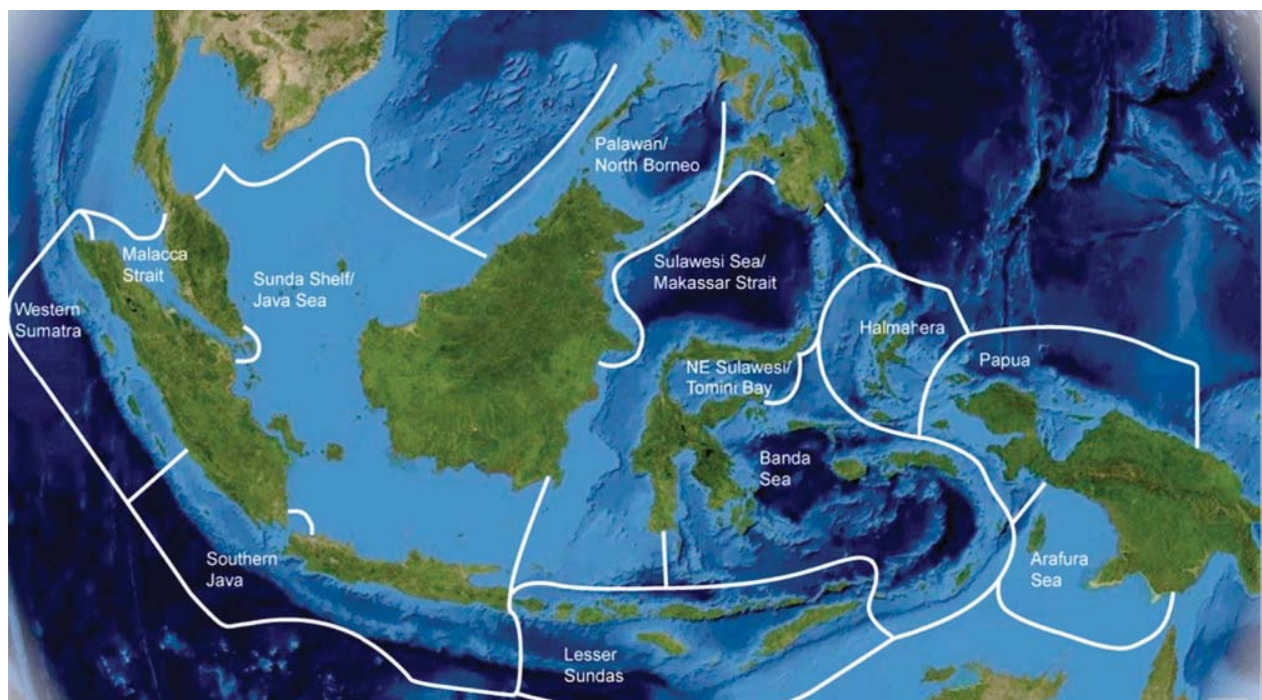 Palawan/
North Borneo
Malacca
Strait
Sunda Shelf/
Java Sea
Sulawesi Sea/
Makassar Strait
Western
Sumatra
Halmahera
NE Sulawesi/
Tomini Bay
Papua
Banda
Sea
Southern
Java
Arafura
Sea
Lesser
Sundas